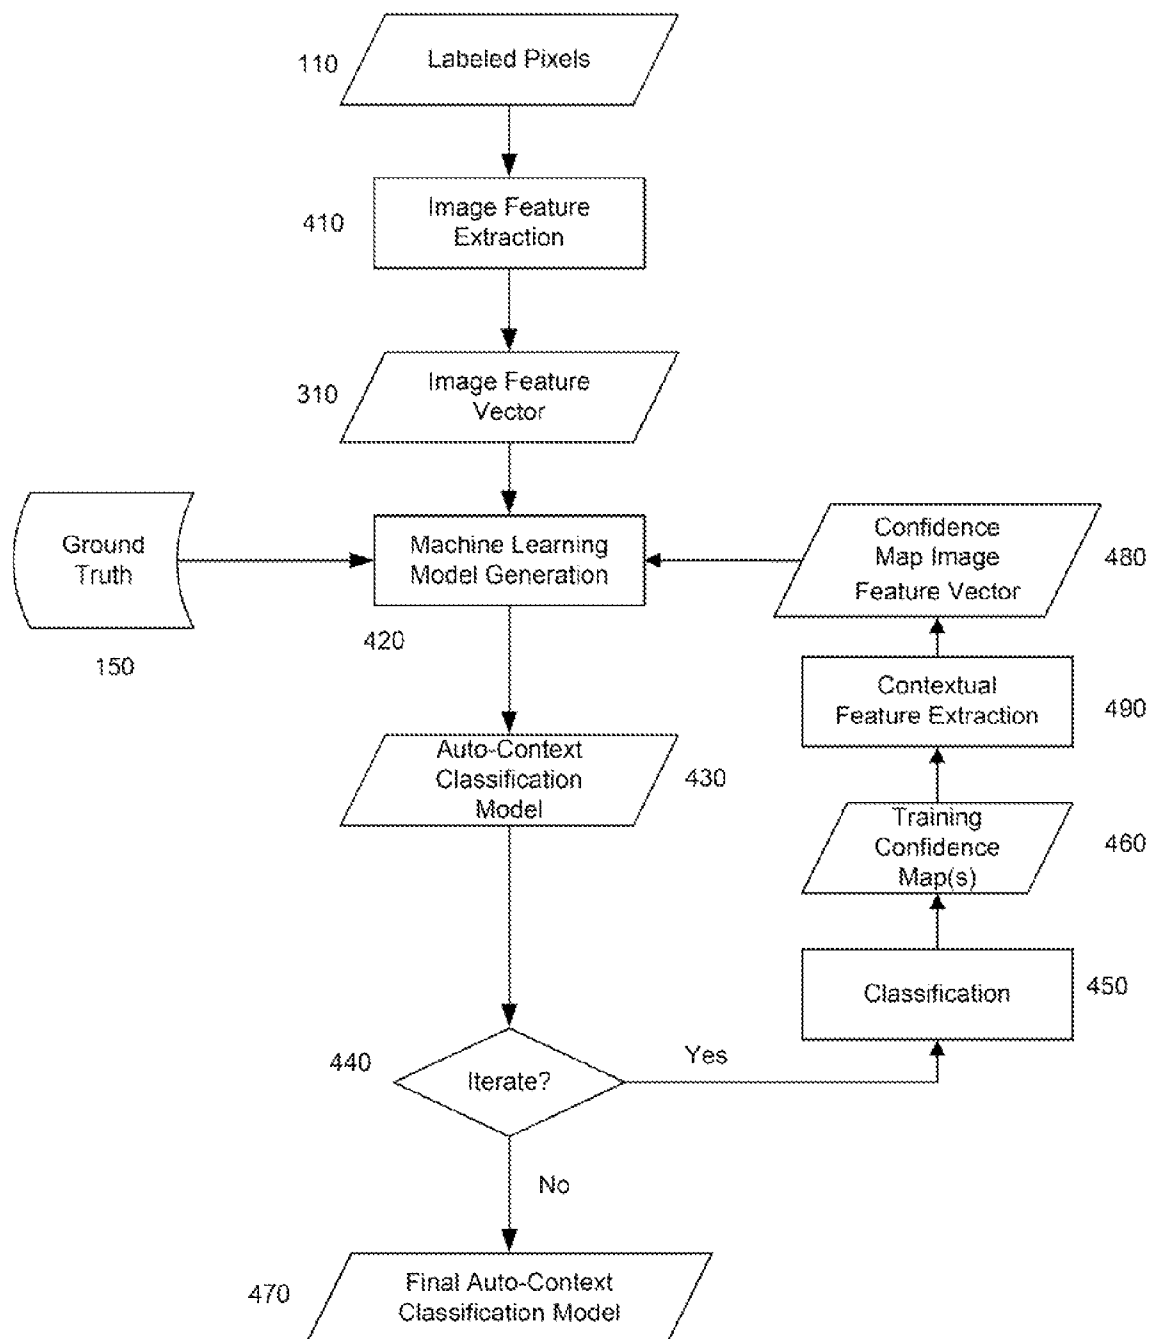 110
Labeled Pixels
410
Image Feature
Extraction
310
Image Feature
Vector
Ground
Truth
150
Machine Learning
Model Generation
420
Confidence
Map Image
Feature Vector
480
Contextual
Feature Extraction
490
Auto-Context
Classification
Model
430
Training
Confidence
Map(s)
460
Classification
450
440
Iterate?
Yes
No
470
Final Auto-Context
Classification Model